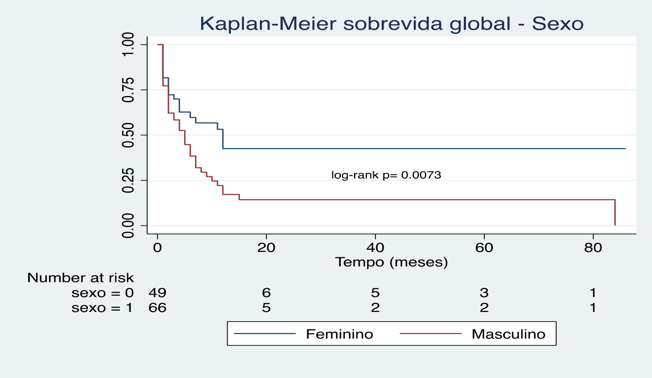 Kaplan-Meier sobrevida global - Sexo
1.00
0.75
0.50
0.25
0.00
log-rank p= 0.0073
0 20 40 60 80
Tempo (meses)
Number at risk
sexo = 0 49 6 5 3 1
sexo = 1 66 5 2 2 1
Feminino Masculino